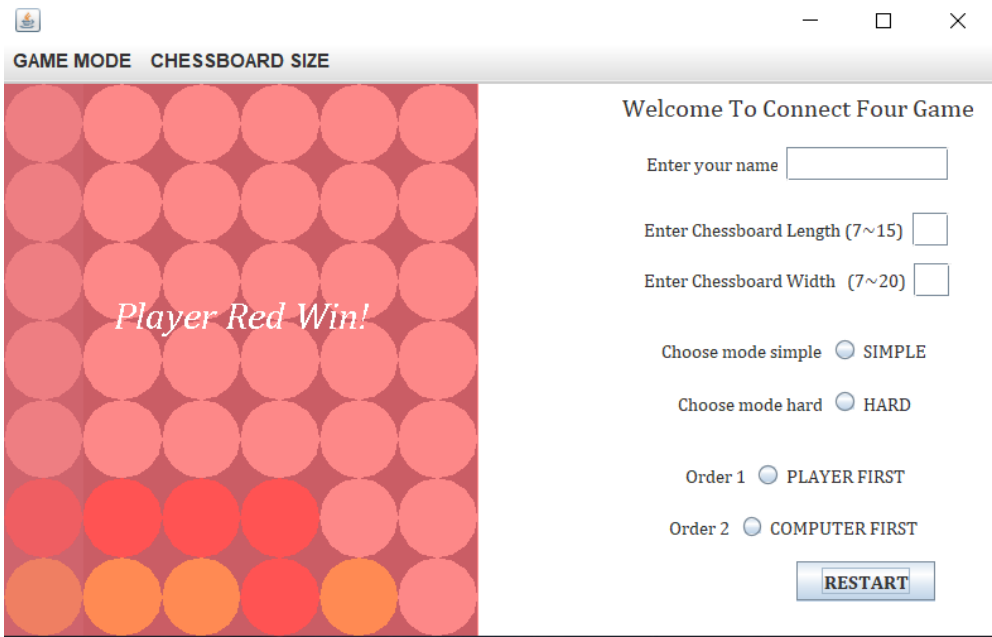 GAME MODE CHESSBOARD SIZE
Welcome To Connect Four Game
Enter your name
Enter Chessboard Length (7~15)
Enter Chessboard Width (7~20)
Player Red Win!
Choose mode simple SIMPLE
Choose mode hard HARD
Order 1 PLAYER FIRST
Order 2 COMPUTER FIRST
RESTART